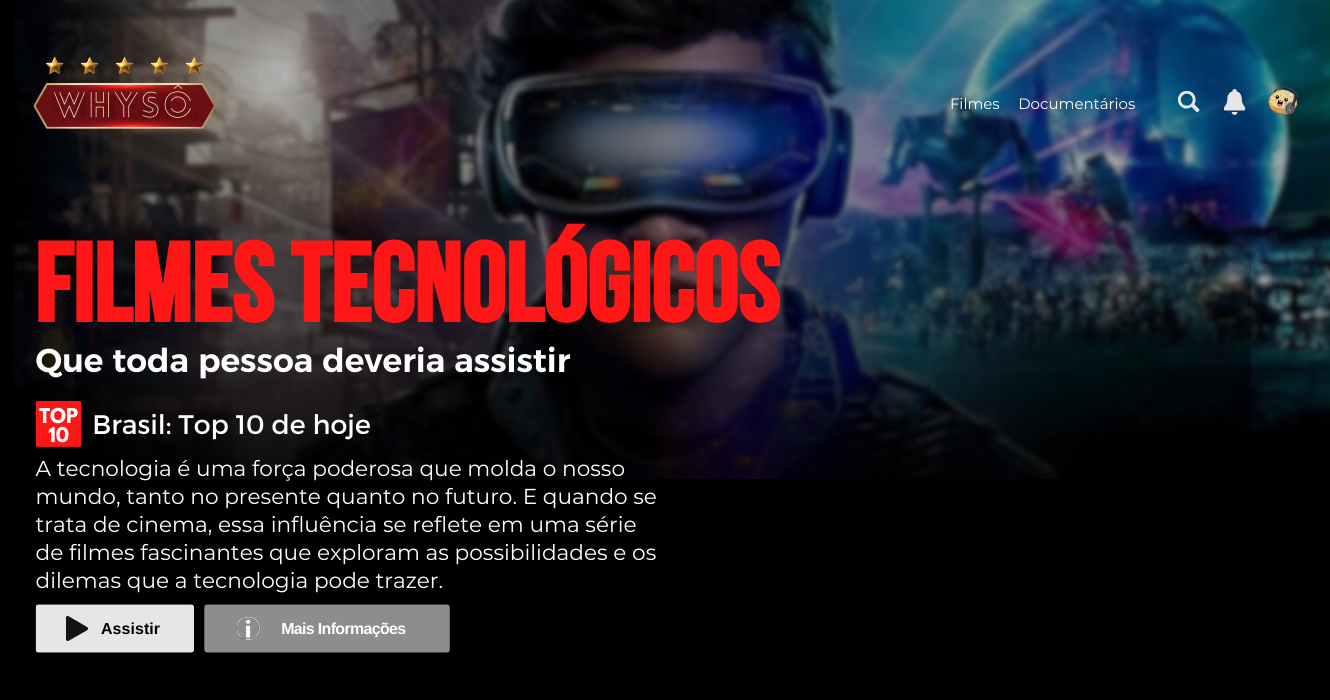 WHYSÔ
Filmes Documentários
FILMES TECNOLÓGICOS
Que toda pessoa deveria assistir
TOP
10
Brasil: Top 10 de hoje
A tecnologia é uma força poderosa que molda o nosso
mundo, tanto no presente quanto no futuro. E quando se
trata de cinema, essa influência se reflete em uma série
de filmes fascinantes que exploram as possibilidades e os
dilemas que a tecnologia pode trazer.
Assistir Mais Informações